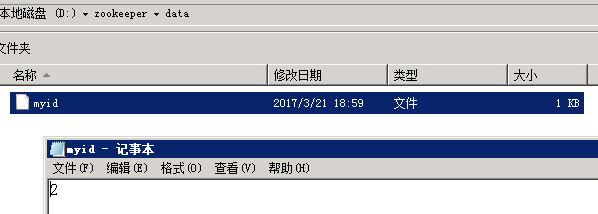 本地磁盘 (D:) ▾ zookeeper ▾ data
文件夹
名称 修改日期 类型 大小
myid 2017/3/21 18:59 文件 1 KB
myid - 记事本
文件(F) 编辑(E) 格式(O) 查看(V) 帮助(H)
2